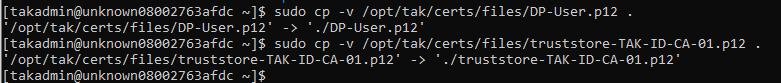 [takadmin@unknown08002763afdc ~]$ sudo cp -v /opt/tak/certs/files/DP-User.p12 .
'/opt/tak/certs/files/DP-User.p12' -> './DP-User.p12'
[takadmin@unknown08002763afdc ~]$ sudo cp -v /opt/tak/certs/files/truststore-TAK-ID-CA-01.p12 .
'/opt/tak/certs/files/truststore-TAK-ID-CA-01.p12' -> './truststore-TAK-ID-CA-01.p12'
[takadmin@unknown08002763afdc ~]$